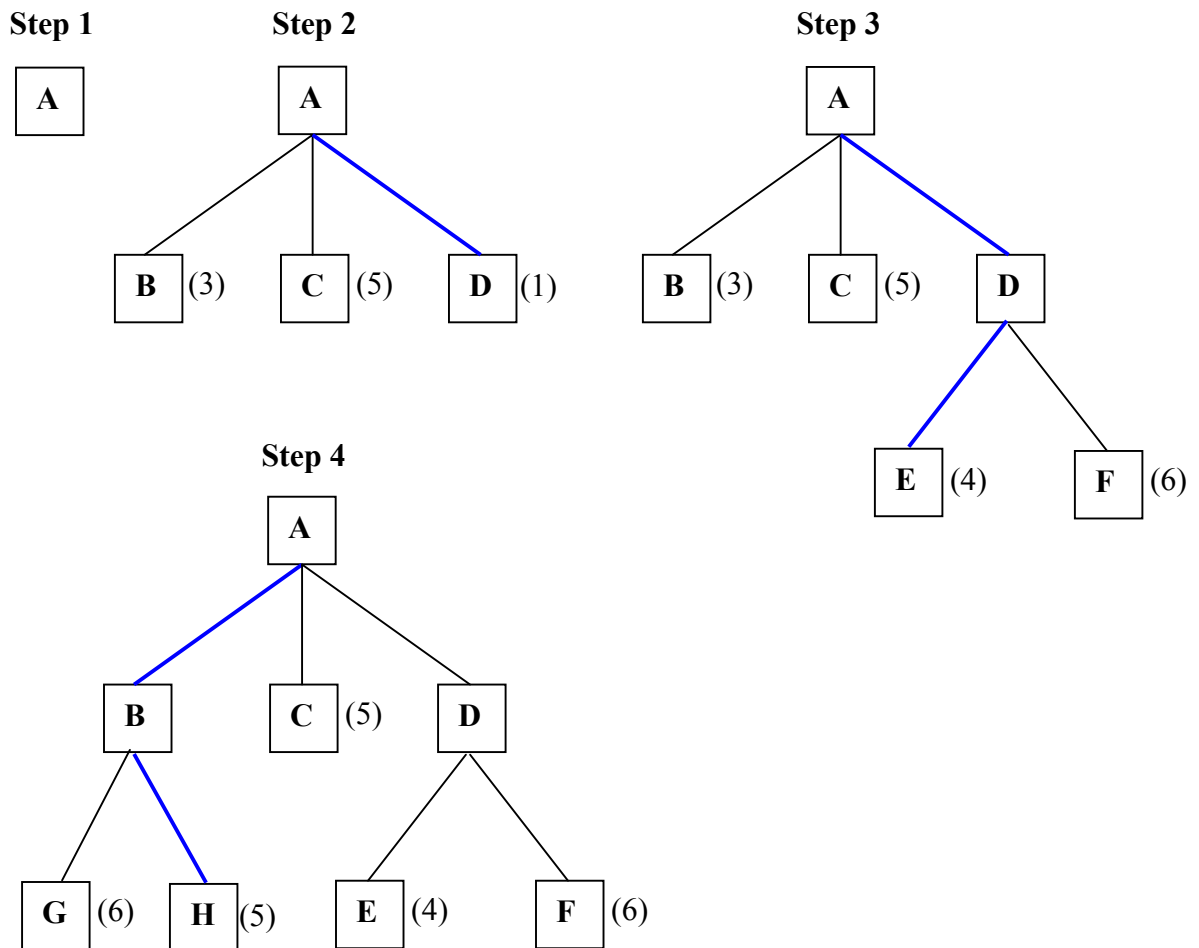 Step 1
Step 2
Step 3
A
A
A
B (3)
C (5)
D (1)
B (3)
C (5)
D
E (4)
F (6)
Step 4
A
B
C (5)
D
G (6)
H (5)
E (4)
F (6)